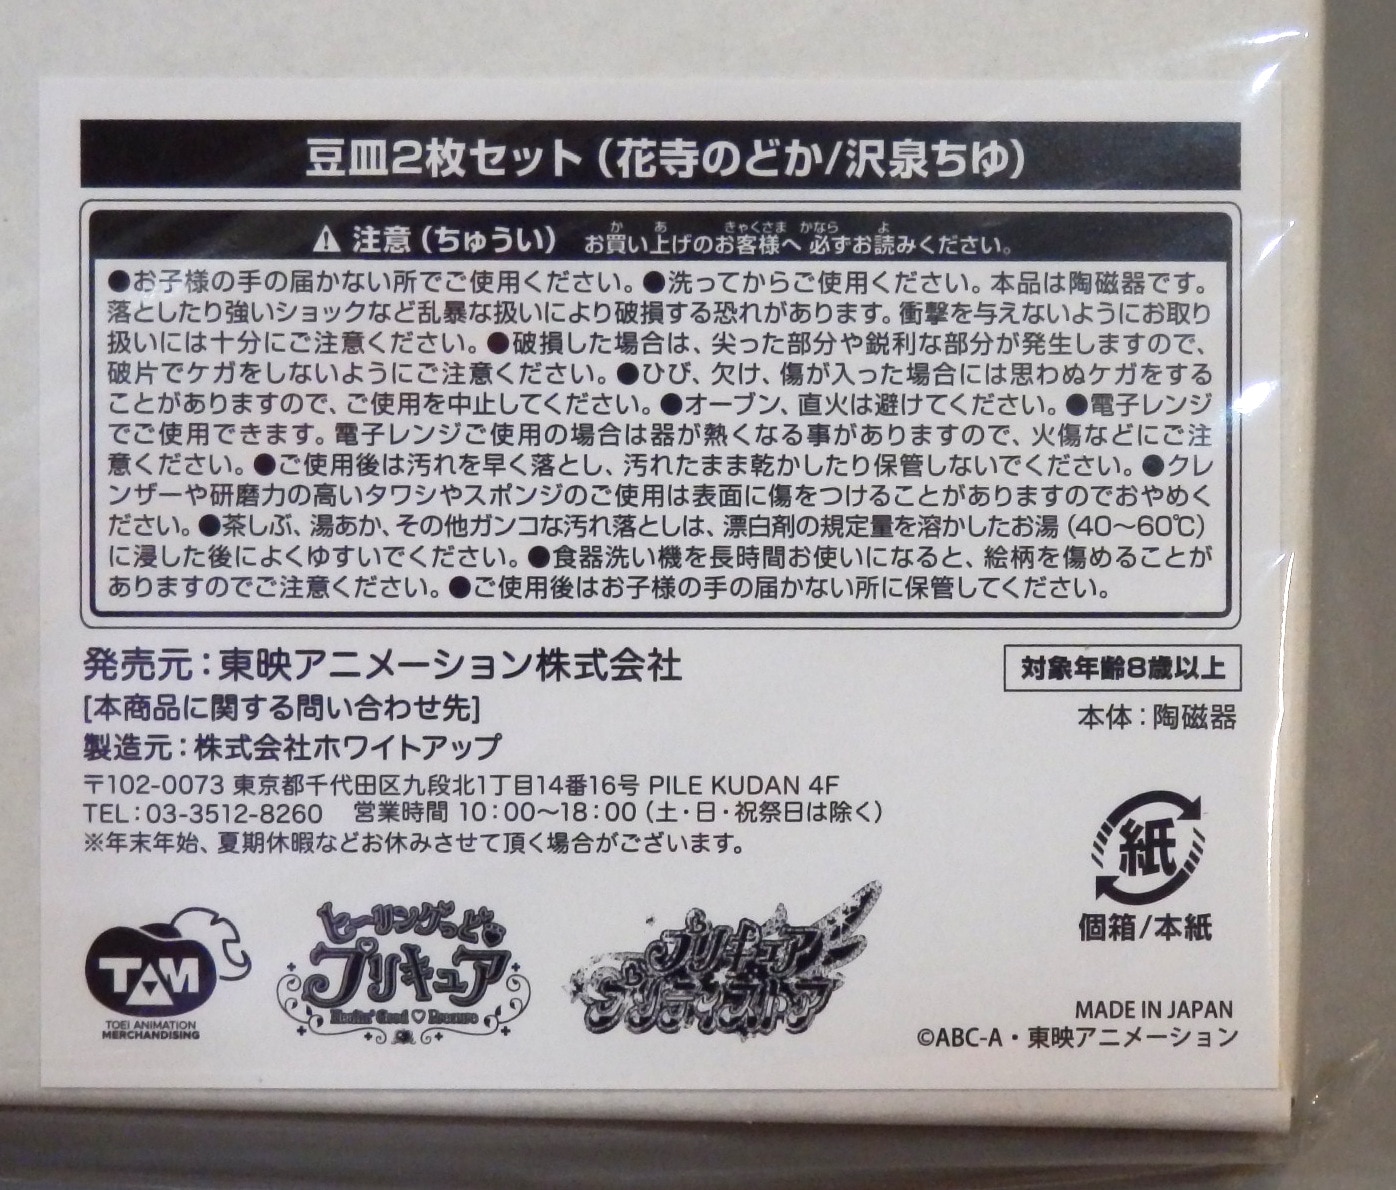 豆皿2枚セット（花寺のどか/沢泉ちゆ）
⚠ 注意（ちゅうい） お買い上げのお客様へ 必ずお読みください。
か あ きゃくさま かなら よ
●お子様の手の届かない所でご使用ください。●洗ってからご使用ください。本品は陶磁器です。
落としたり強いショックなど乱暴な扱いにより破損する恐れがあります。衝撃を与えないようにお取り
扱いには十分にご注意ください。●破損した場合は、尖った部分や鋭利な部分が発生しますので、
破片でケガをしないようにご注意ください。●ひび、欠け、傷が入った場合には思わぬケガをする
ことがありますので、ご使用を中止してください。●オーブン、直火は避けてください。●電子レンジ
でご使用できます。電子レンジご使用の場合は器が熱くなる事がありますので、火傷などにご注
意ください。●ご使用後は汚れを早く落とし、汚れたまま乾かしたり保管しないでください。●クレ
ンザーや研磨力の高いタワシやスポンジのご使用は表面に傷をつけることがありますのでおやめく
ださい。●茶しぶ、湯あか、その他ガンコな汚れ落としは、漂白剤の規定量を溶かしたお湯（40～60℃）
に浸した後によくゆすいでください。●食器洗い機を長時間お使いになると、絵柄を傷めることが
ありますのでご注意ください。●ご使用後はお子様の手の届かない所に保管してください。
発売元：東映アニメーション株式会社
対象年齢8歳以上
[本商品に関する問い合わせ先]
本体：陶磁器
製造元：株式会社ホワイトアップ
〒102-0073 東京都千代田区九段北1丁目14番16号 PILE KUDAN 4F
TEL：03-3512-8260 営業時間 10：00～18：00（土・日・祝祭日は除く）
※年末年始、夏期休暇などお休みさせて頂く場合がございます。
紙
個箱/本紙
TAM
TOEI ANIMATION
MERCHANDISING
ヒーリングっど
プリキュア
Healin' Good ♡ Precure
プリキュア
プリティストア
MADE IN JAPAN
©ABC-A・東映アニメーション